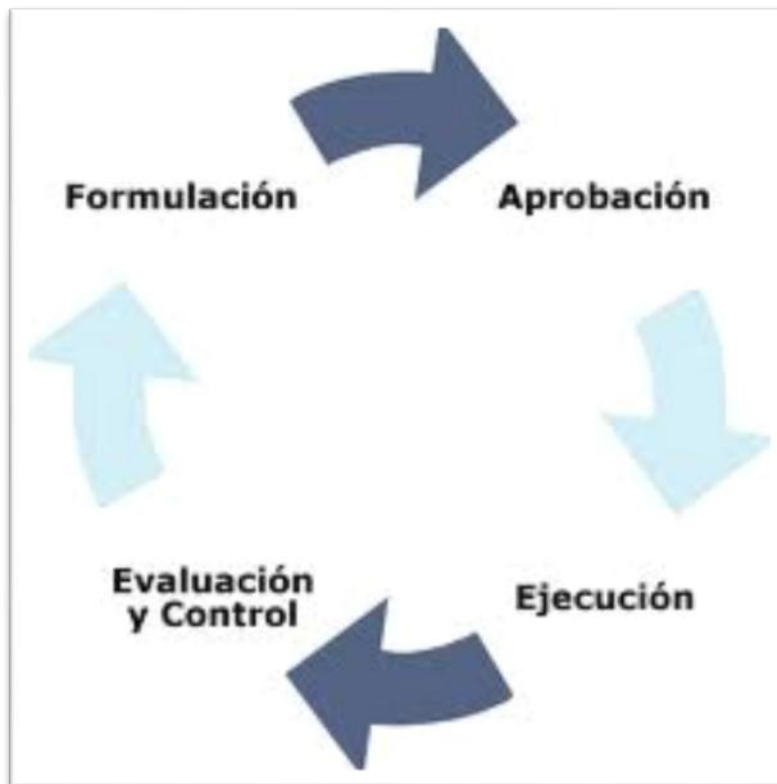 Formulación
Aprobación
Ejecución
Evaluación
y Control